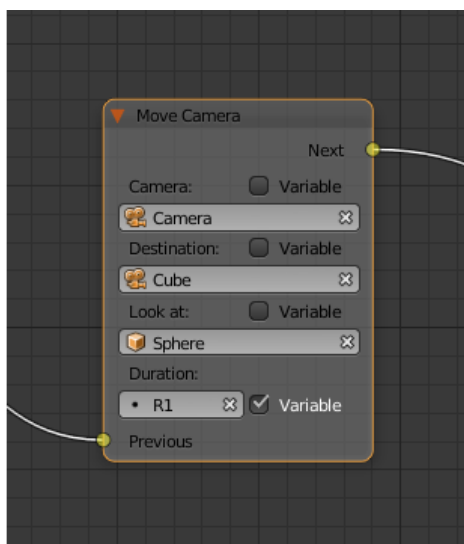 Move Camera
Next
Camera: Variable
Camera
Destination: Variable
Cube
Look at: Variable
Sphere
Duration:
R1 Variable
Previous